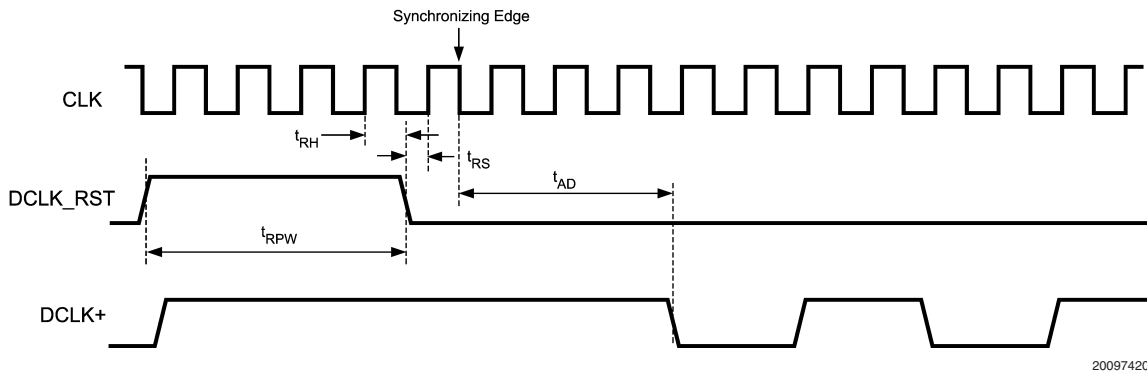 Synchronizing Edge
CLK
tRH
tRS
DCLK_RST
tAD
tRPW
DCLK+
20097420